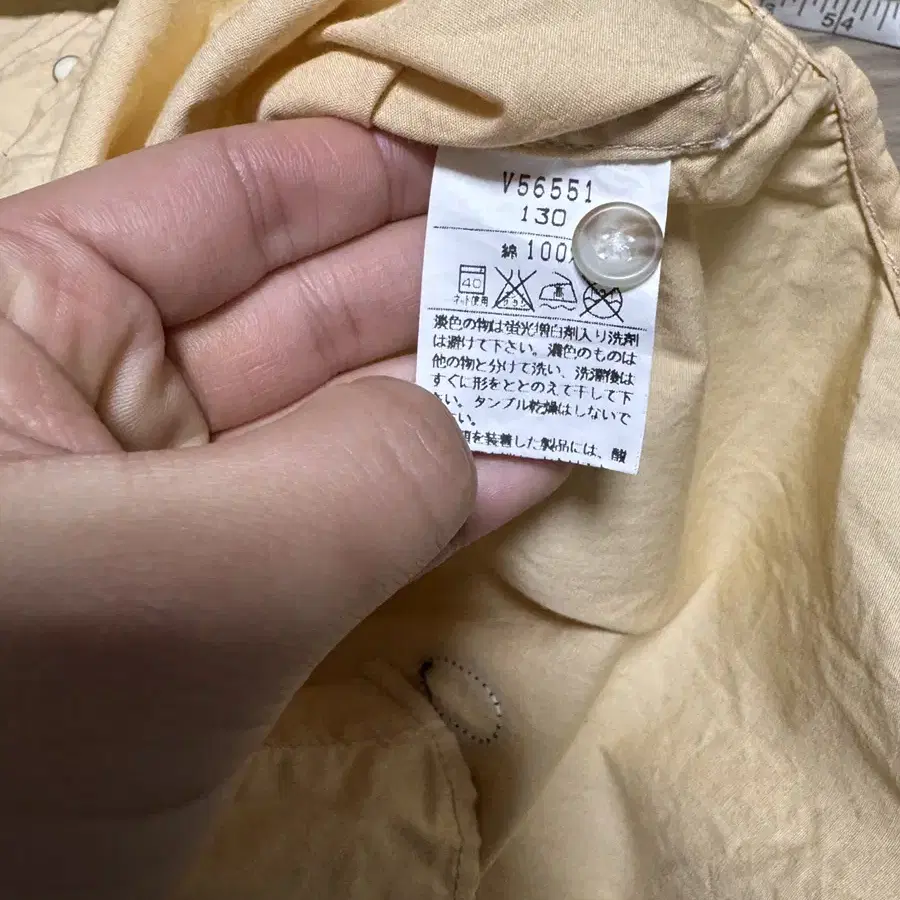 V56551
130
綿 100%
40
ネット使用
中
淡色の物は蛍光増白剤入り洗剤
は避けて下さい。濃色のものは
他の物と分けて洗い、洗濯後は
すぐに形をととのえて干して下
さい。タンブル乾燥はしないで
さい。
類を装着した製品には、酸
54